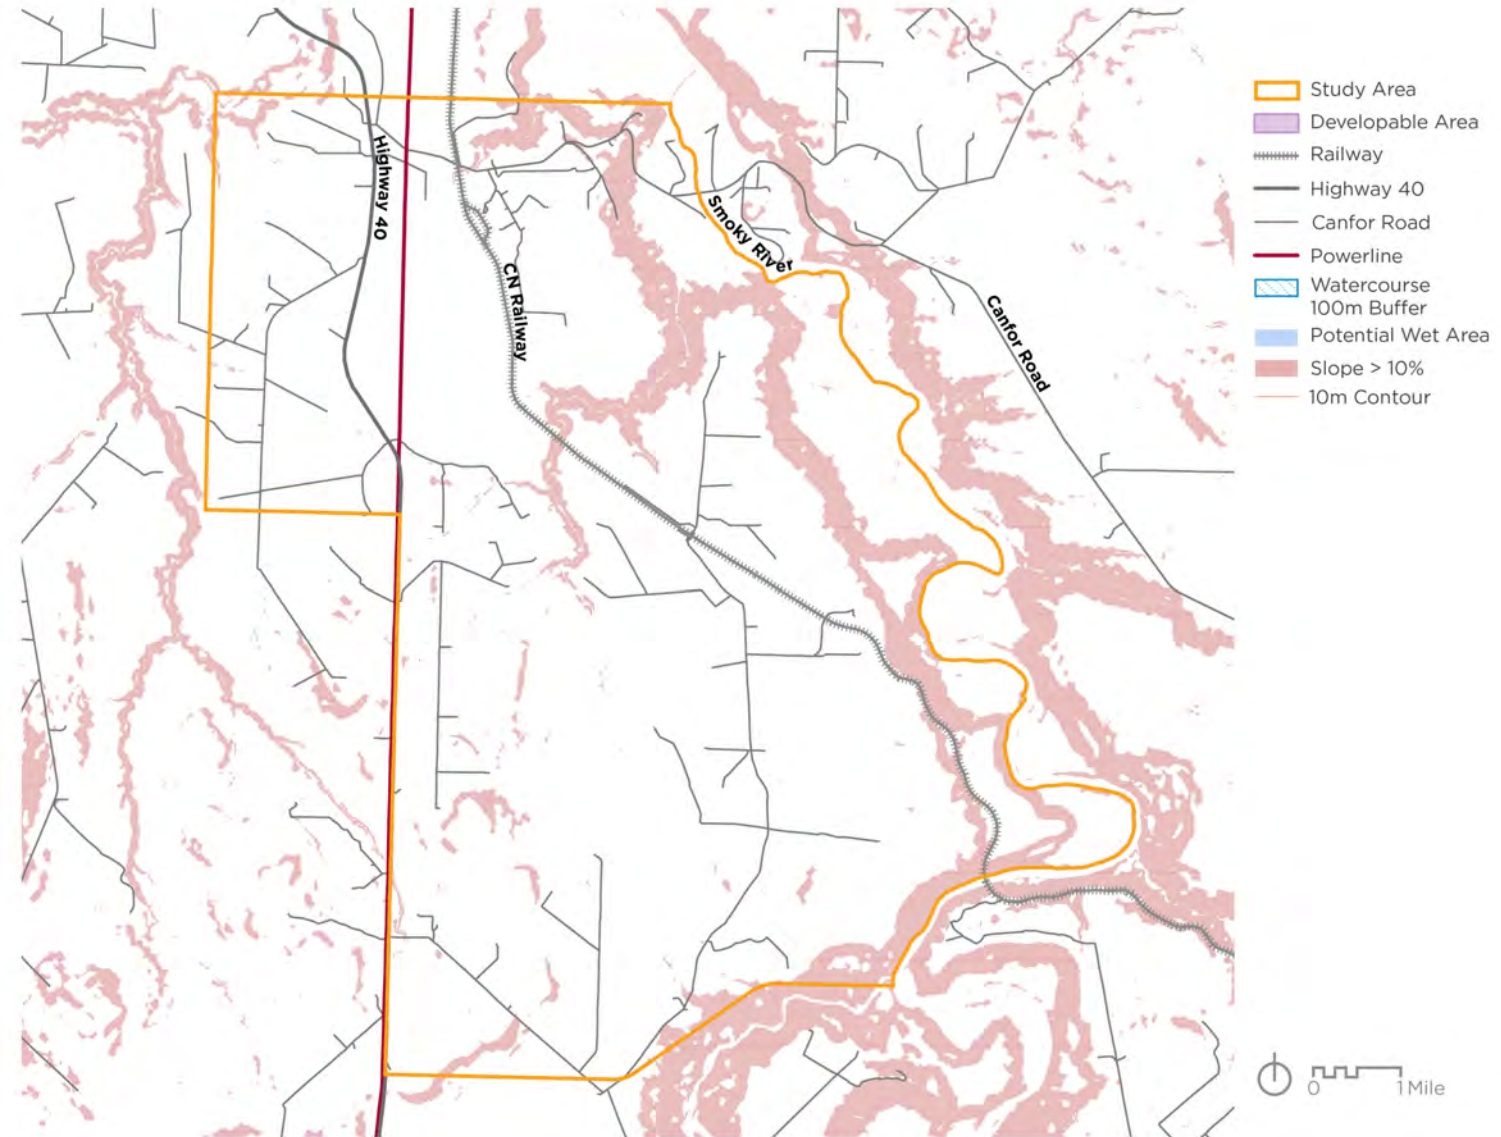 Highway 40
CN Railway
Smoky River
Canfor Road
Study Area
Developable Area
Railway
Highway 40
Canfor Road
Powerline
Watercourse
100m Buffer
Potential Wet Area
Slope > 10%
10m Contour
0 1 Mile